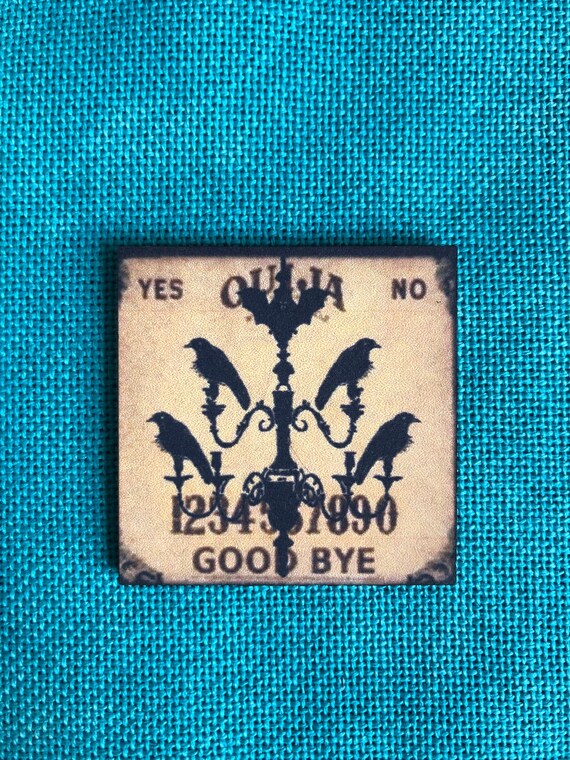 YES OUIJA NO
1234567890
GOOD BYE